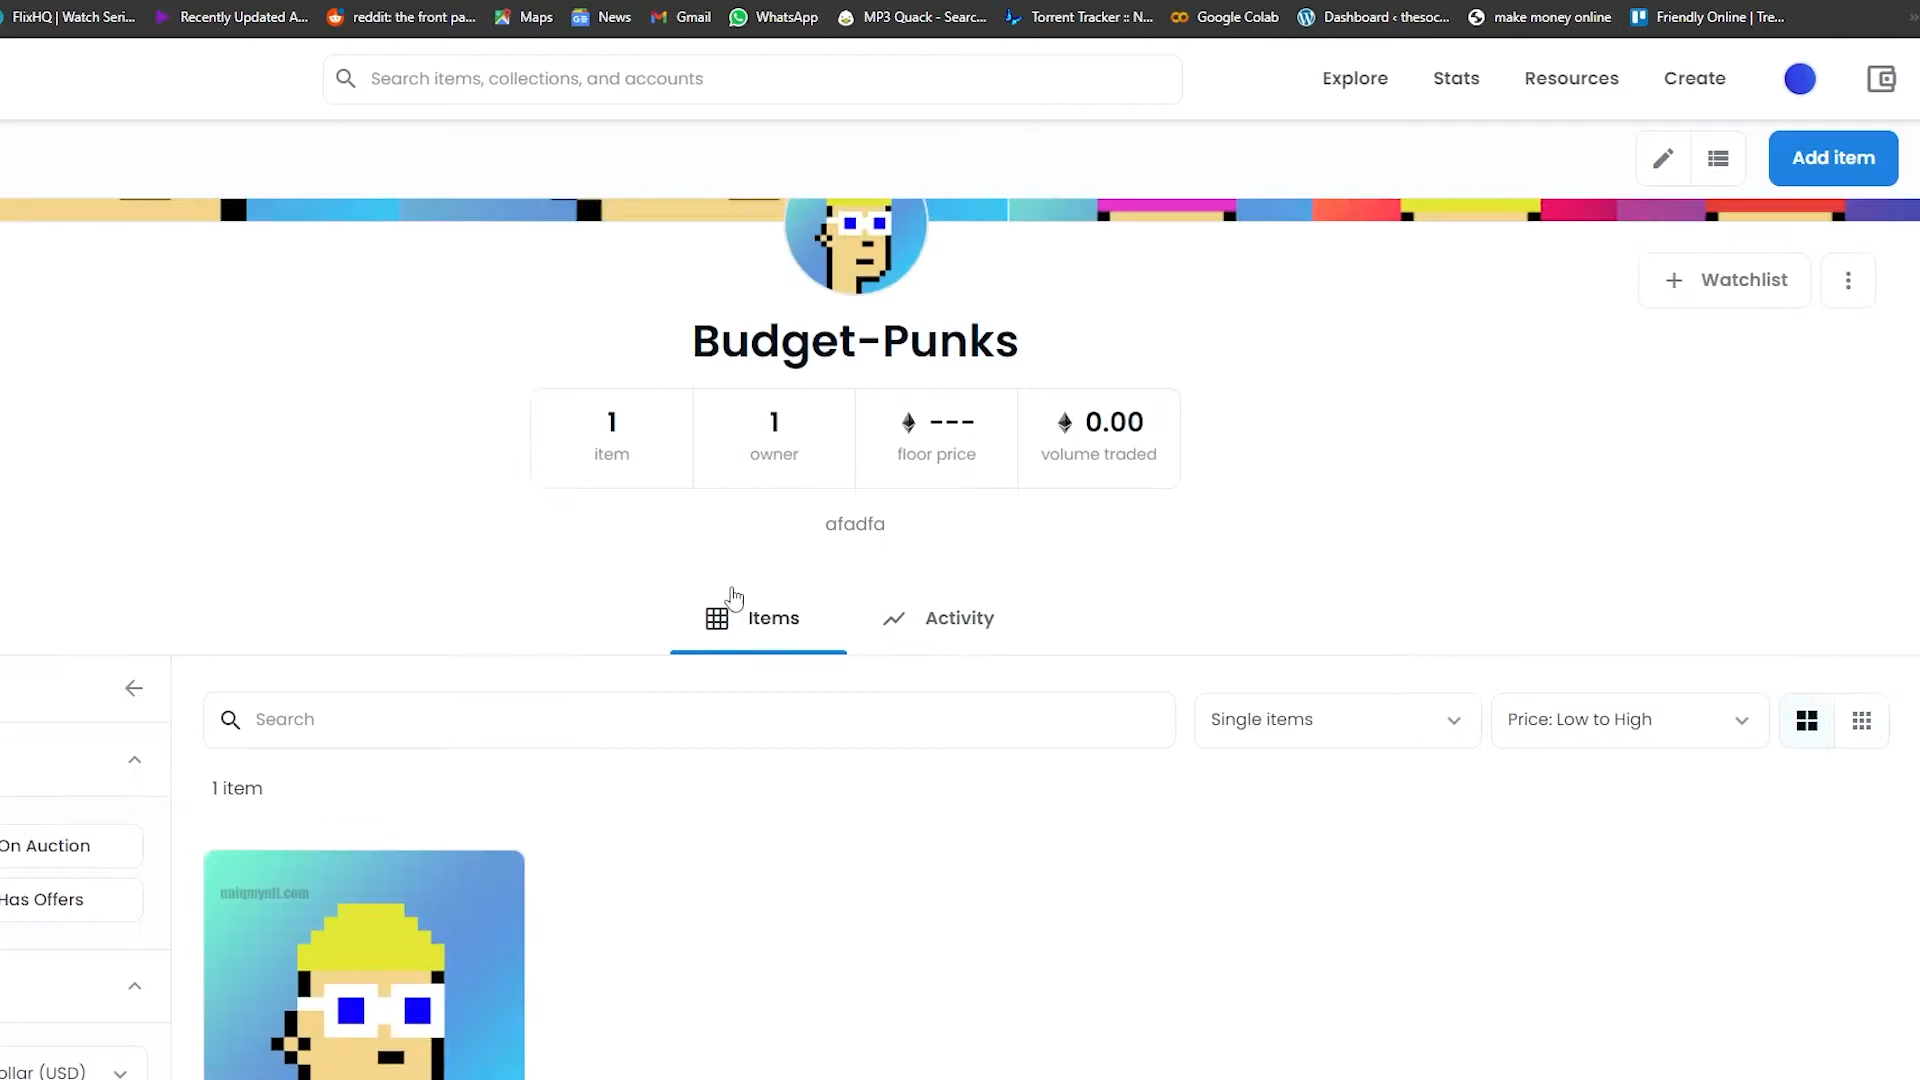 FlixHQ | Watch Seri...
Recently Updated A...
reddit: the front pa...
Maps
News
Gmail
WhatsApp
MP3 Quack - Searc...
Torrent Tracker :: N...
Google Colab
Dashboard ‹ thesoc...
make money online
Friendly Online | Tre...
Search items, collections, and accounts
Explore
Stats
Resources
Create
Add item
Watchlist
Budget-Punks
1
item
1
owner
---
floor price
0.00
volume traded
afadfa
Items
Activity
Search
Single items
Price: Low to High
1 item
On Auction
Has Offers
uniqmynft.com
ollar (USD)